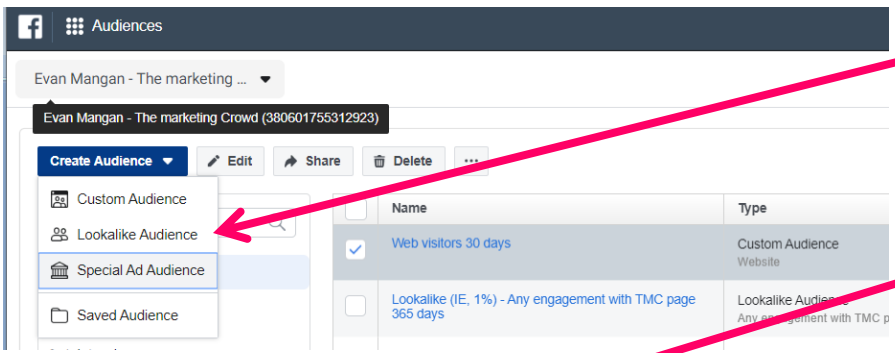 f Audiences
Evan Mangan - The marketing ...
Evan Mangan - The marketing Crowd (380601755312923)
Create Audience Edit Share Delete ...
Custom Audience
Lookalike Audience
Special Ad Audience
Saved Audience
Name Type
Web visitors 30 days Custom Audience
Website
Lookalike (IE, 1%) - Any engagement with TMC page Lookalike Audience
365 days Any engagement with TMC p